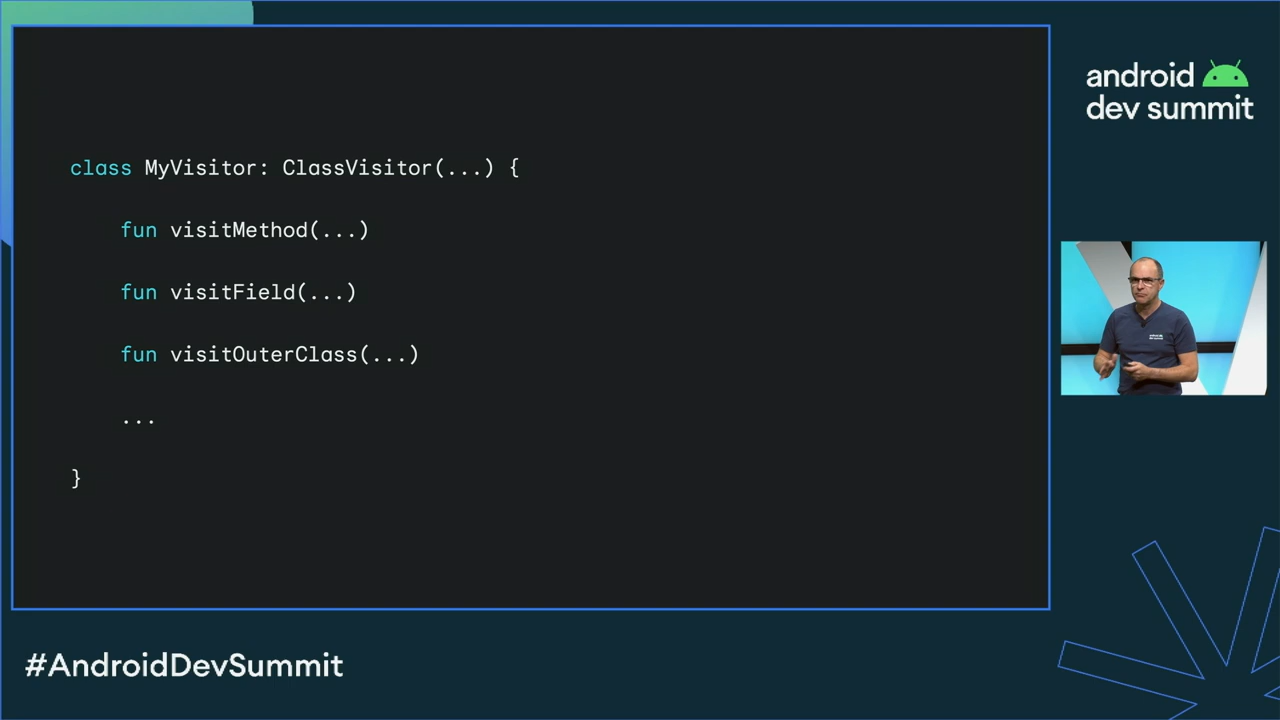 class MyVisitor: ClassVisitor(...) {
fun visitMethod(...)
fun visitField(...)
fun visitOuterClass(...)
...
}
android
dev summit
#AndroidDevSummit